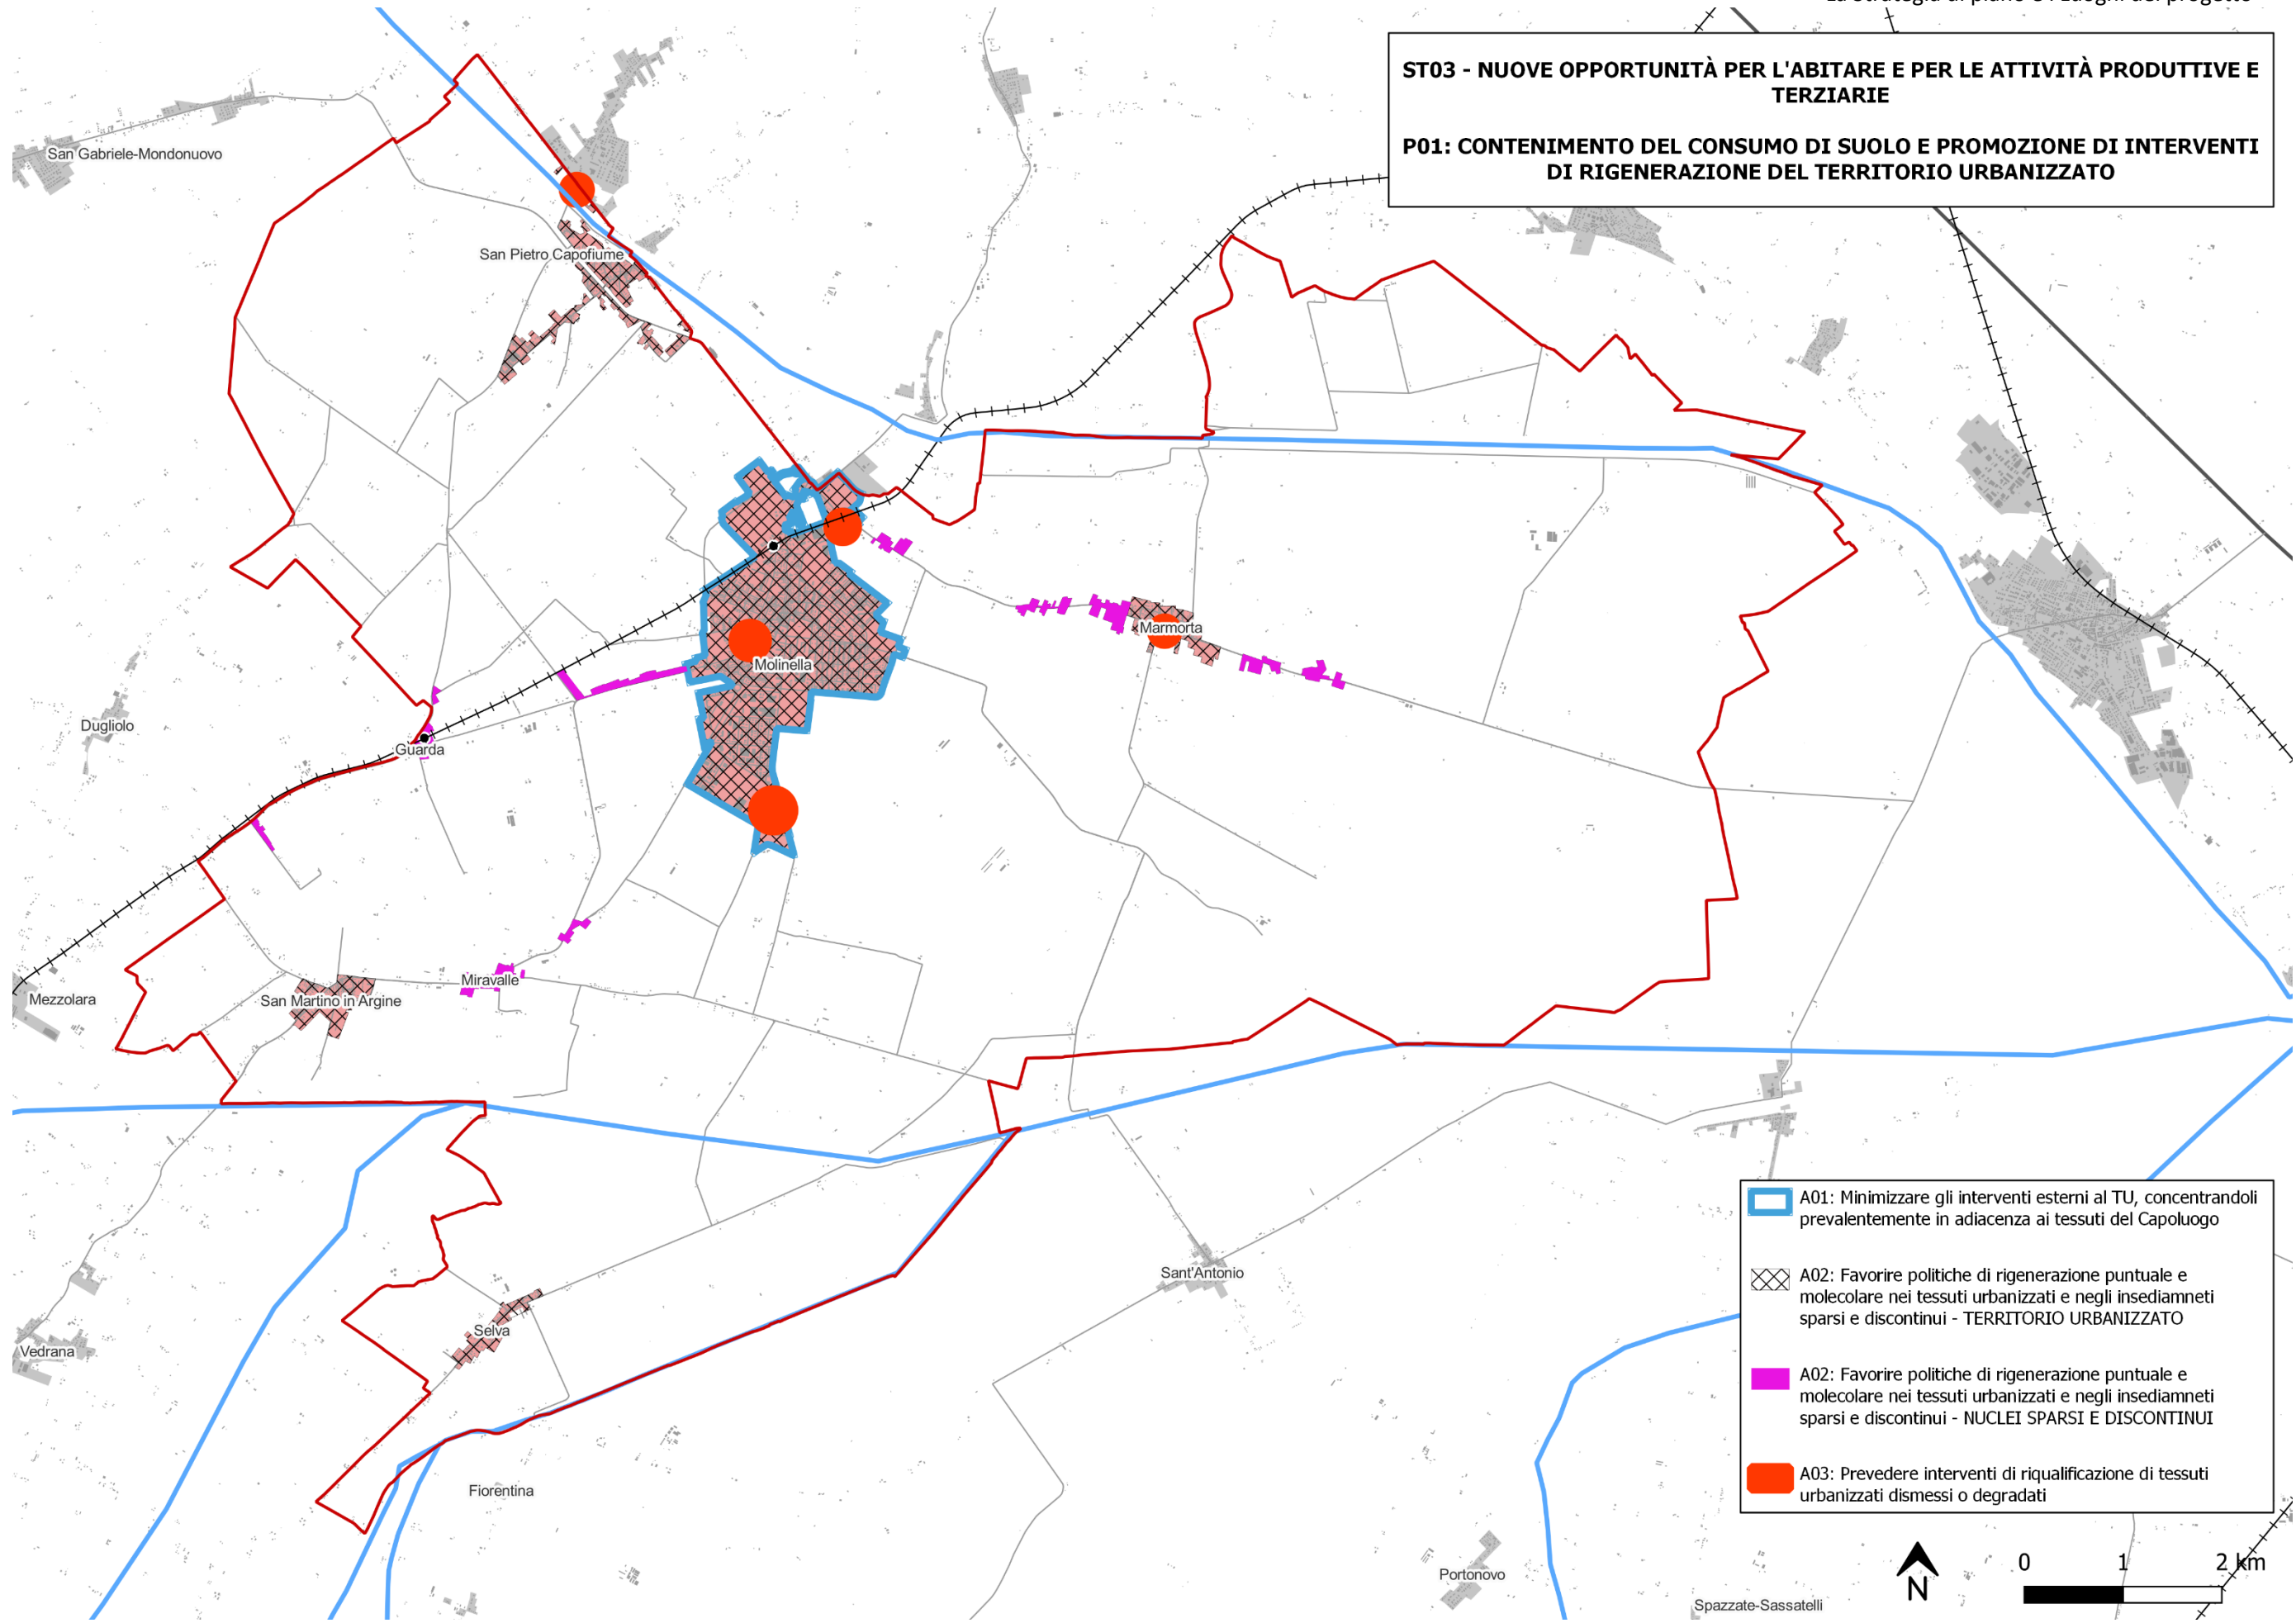 ST03 - NUOVE OPPORTUNITÀ PER L'ABITARE E PER LE ATTIVITÀ PRODUTTIVE E
TERZIARIE
P01: CONTENIMENTO DEL CONSUMO DI SUOLO E PROMOZIONE DI INTERVENTI
DI RIGENERAZIONE DEL TERRITORIO URBANIZZATO
San Gabriele-Mondonuovo
San Pietro Capofiume
Marmorta
Molinella
Dugliolo
Guarda
Miravalle
Mezzolara
San Martino in Argine
Sant'Antonio
Selva
Vedrana
Fiorentina
Portonovo
Spazzate-Sassatelli
A01: Minimizzare gli interventi esterni al TU, concentrandoli
prevalentemente in adiacenza ai tessuti del Capoluogo
A02: Favorire politiche di rigenerazione puntuale e
molecolare nei tessuti urbanizzati e negli insediamneti
sparsi e discontinui - TERRITORIO URBANIZZATO
A02: Favorire politiche di rigenerazione puntuale e
molecolare nei tessuti urbanizzati e negli insediamneti
sparsi e discontinui - NUCLEI SPARSI E DISCONTINUI
A03: Prevedere interventi di riqualificazione di tessuti
urbanizzati dismessi o degradati
N
0 1 2 km